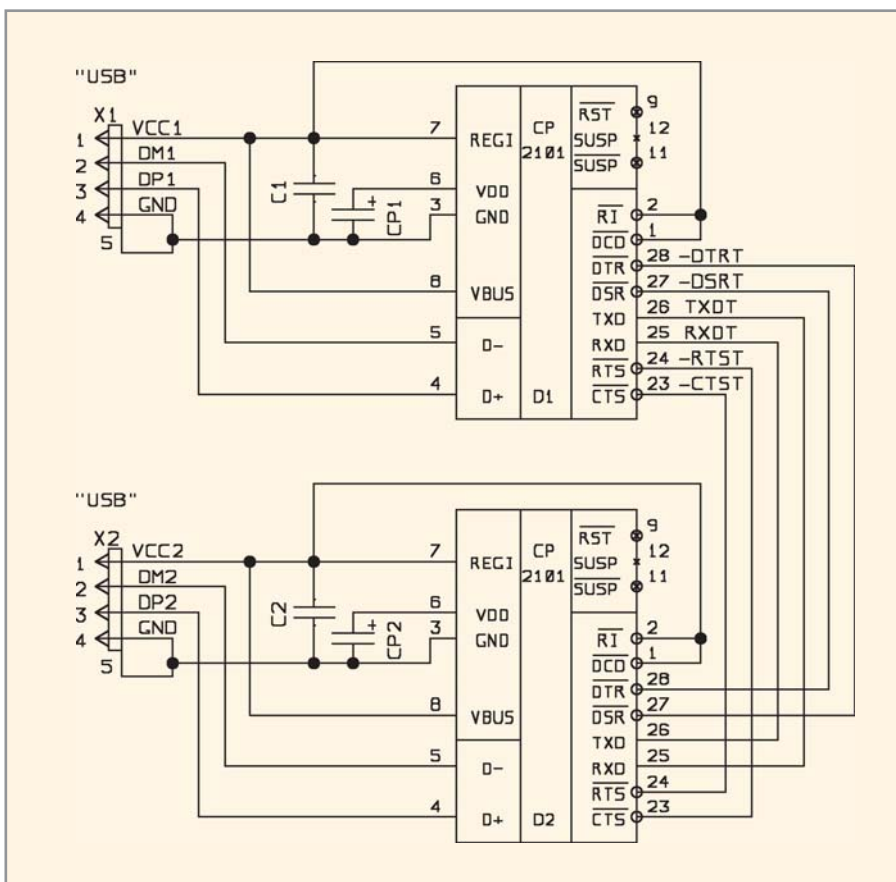 "USB"
X1
1 VCC1
2 DM1
3 DP1
4 GND
5
C1
CP1
7 REGI
6 VDD
3 GND
8 VBUS
5 D-
4 D+
CP
2101
D1
RST 9
SUSP 12
SUSP 11
RI 2
DCD 1
DTR 28 -DTRT
DSR 27 -DSRT
TXD 26 TXDT
RXD 25 RXDT
RTS 24 -RTST
CTS 23 -CTST
"USB"
X2
1 VCC2
2 DM2
3 DP2
4 GND
5
C2
CP2
7 REGI
6 VDD
3 GND
8 VBUS
5 D-
4 D+
CP
2101
D2
RST 9
SUSP 12
SUSP 11
RI 2
DCD 1
DTR 28
DSR 27
TXD 26
RXD 25
RTS 24
CTS 23